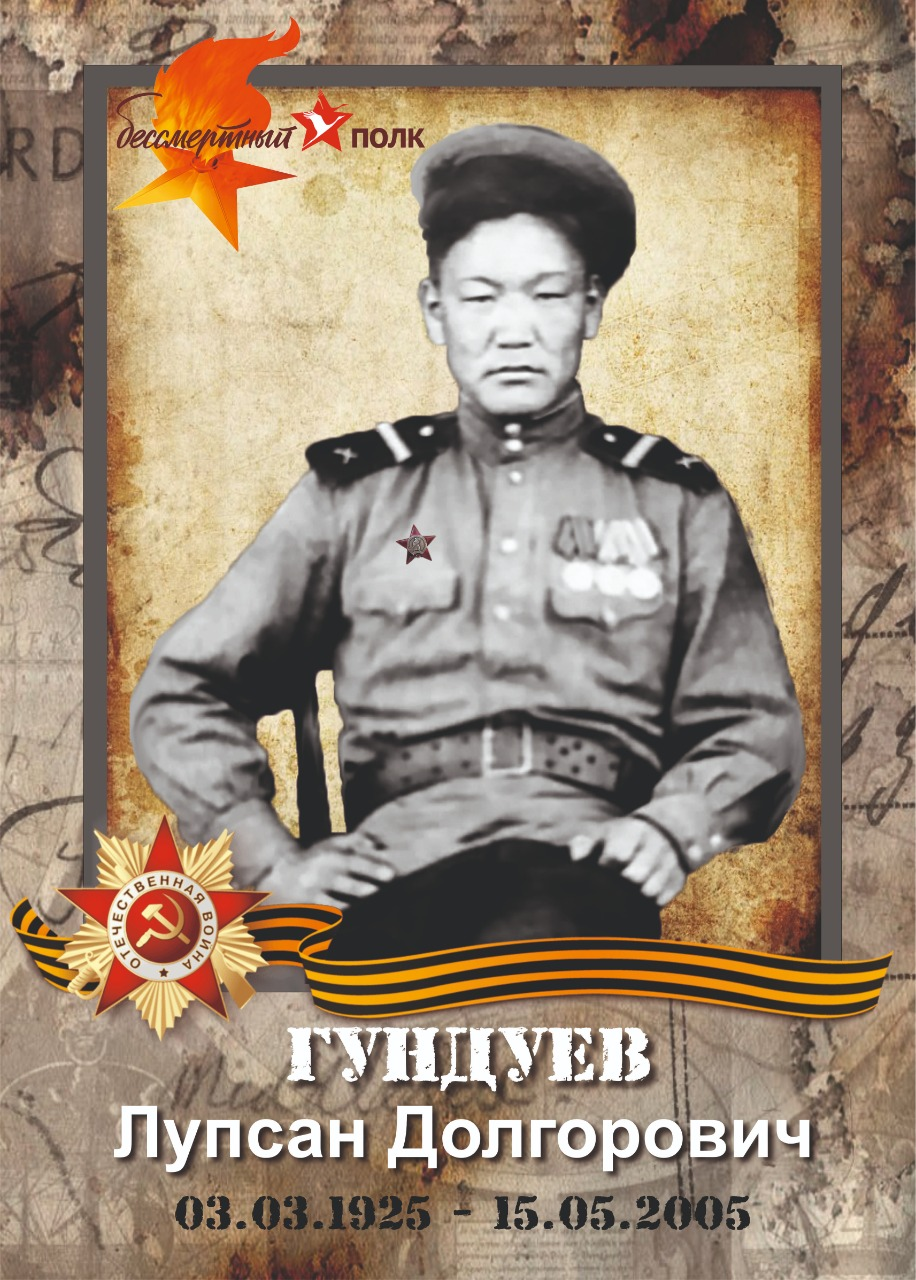 бессмертный ПОЛК
ОТЕЧЕСТВЕННАЯ ВОЙНА
ГУНДУЕВ
Лупсан Долгорович
03.03.1925 - 15.05.2005